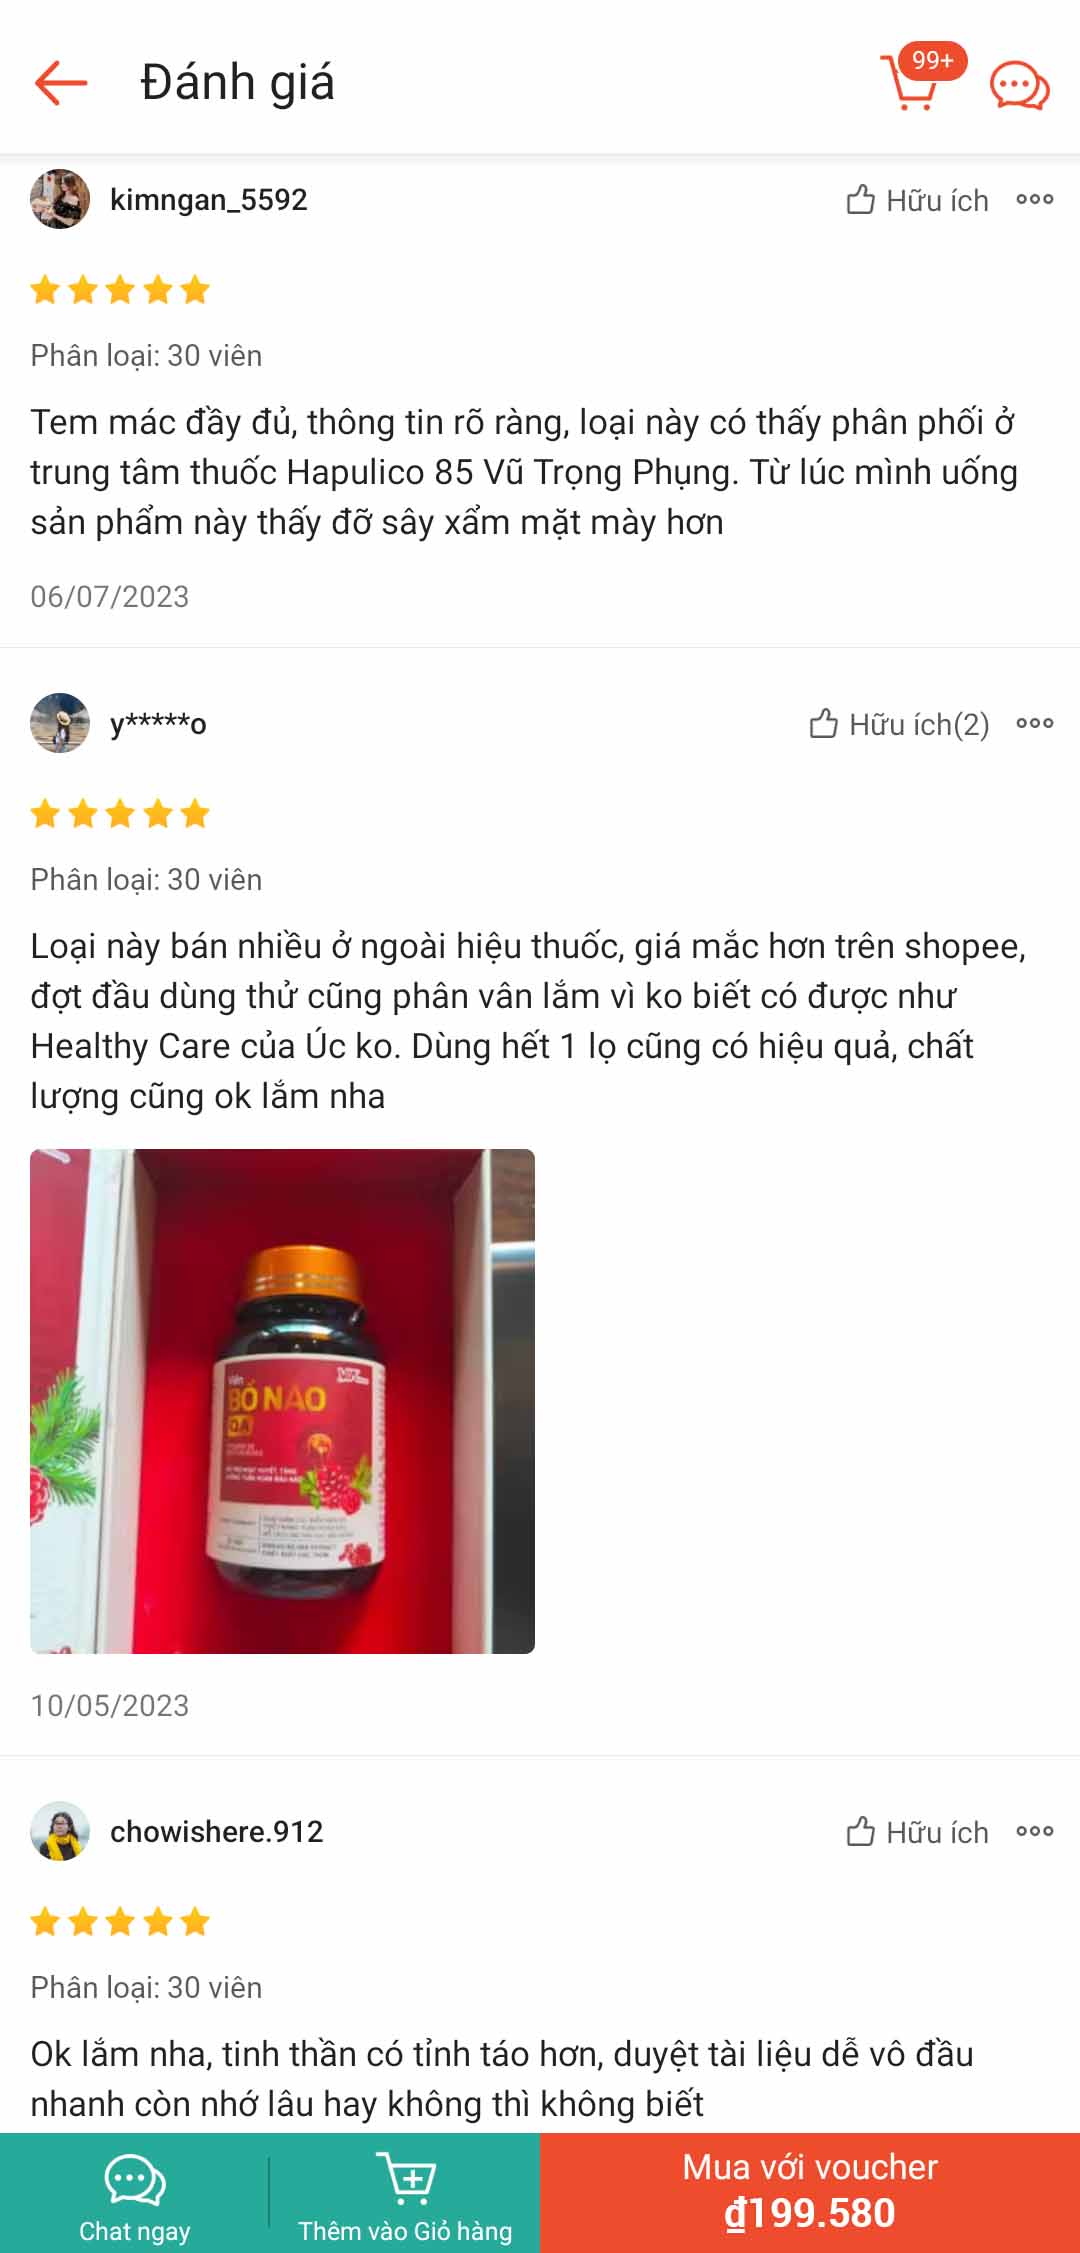 Đánh giá
99+
kimngan_5592
Hữu ích
Phân loại: 30 viên
Tem mác đầy đủ, thông tin rõ ràng, loại này có thấy phân phối ở
trung tâm thuốc Hapulico 85 Vũ Trọng Phụng. Từ lúc mình uống
sản phẩm này thấy đỡ sây xẩm mặt mày hơn
06/07/2023
y*****o
Hữu ích(2)
Phân loại: 30 viên
Loại này bán nhiều ở ngoài hiệu thuốc, giá mắc hơn trên shopee,
đợt đầu dùng thử cũng phân vân lắm vì ko biết có được như
Healthy Care của Úc ko. Dùng hết 1 lọ cũng có hiệu quả, chất
lượng cũng ok lắm nha
Viên
BỔ NÃO
10/05/2023
chowishere.912
Hữu ích
Phân loại: 30 viên
Ok lắm nha, tinh thần có tỉnh táo hơn, duyệt tài liệu dễ vô đầu
nhanh còn nhớ lâu hay không thì không biết
Chat ngay
Thêm vào Giỏ hàng
Mua với voucher
₫199.580